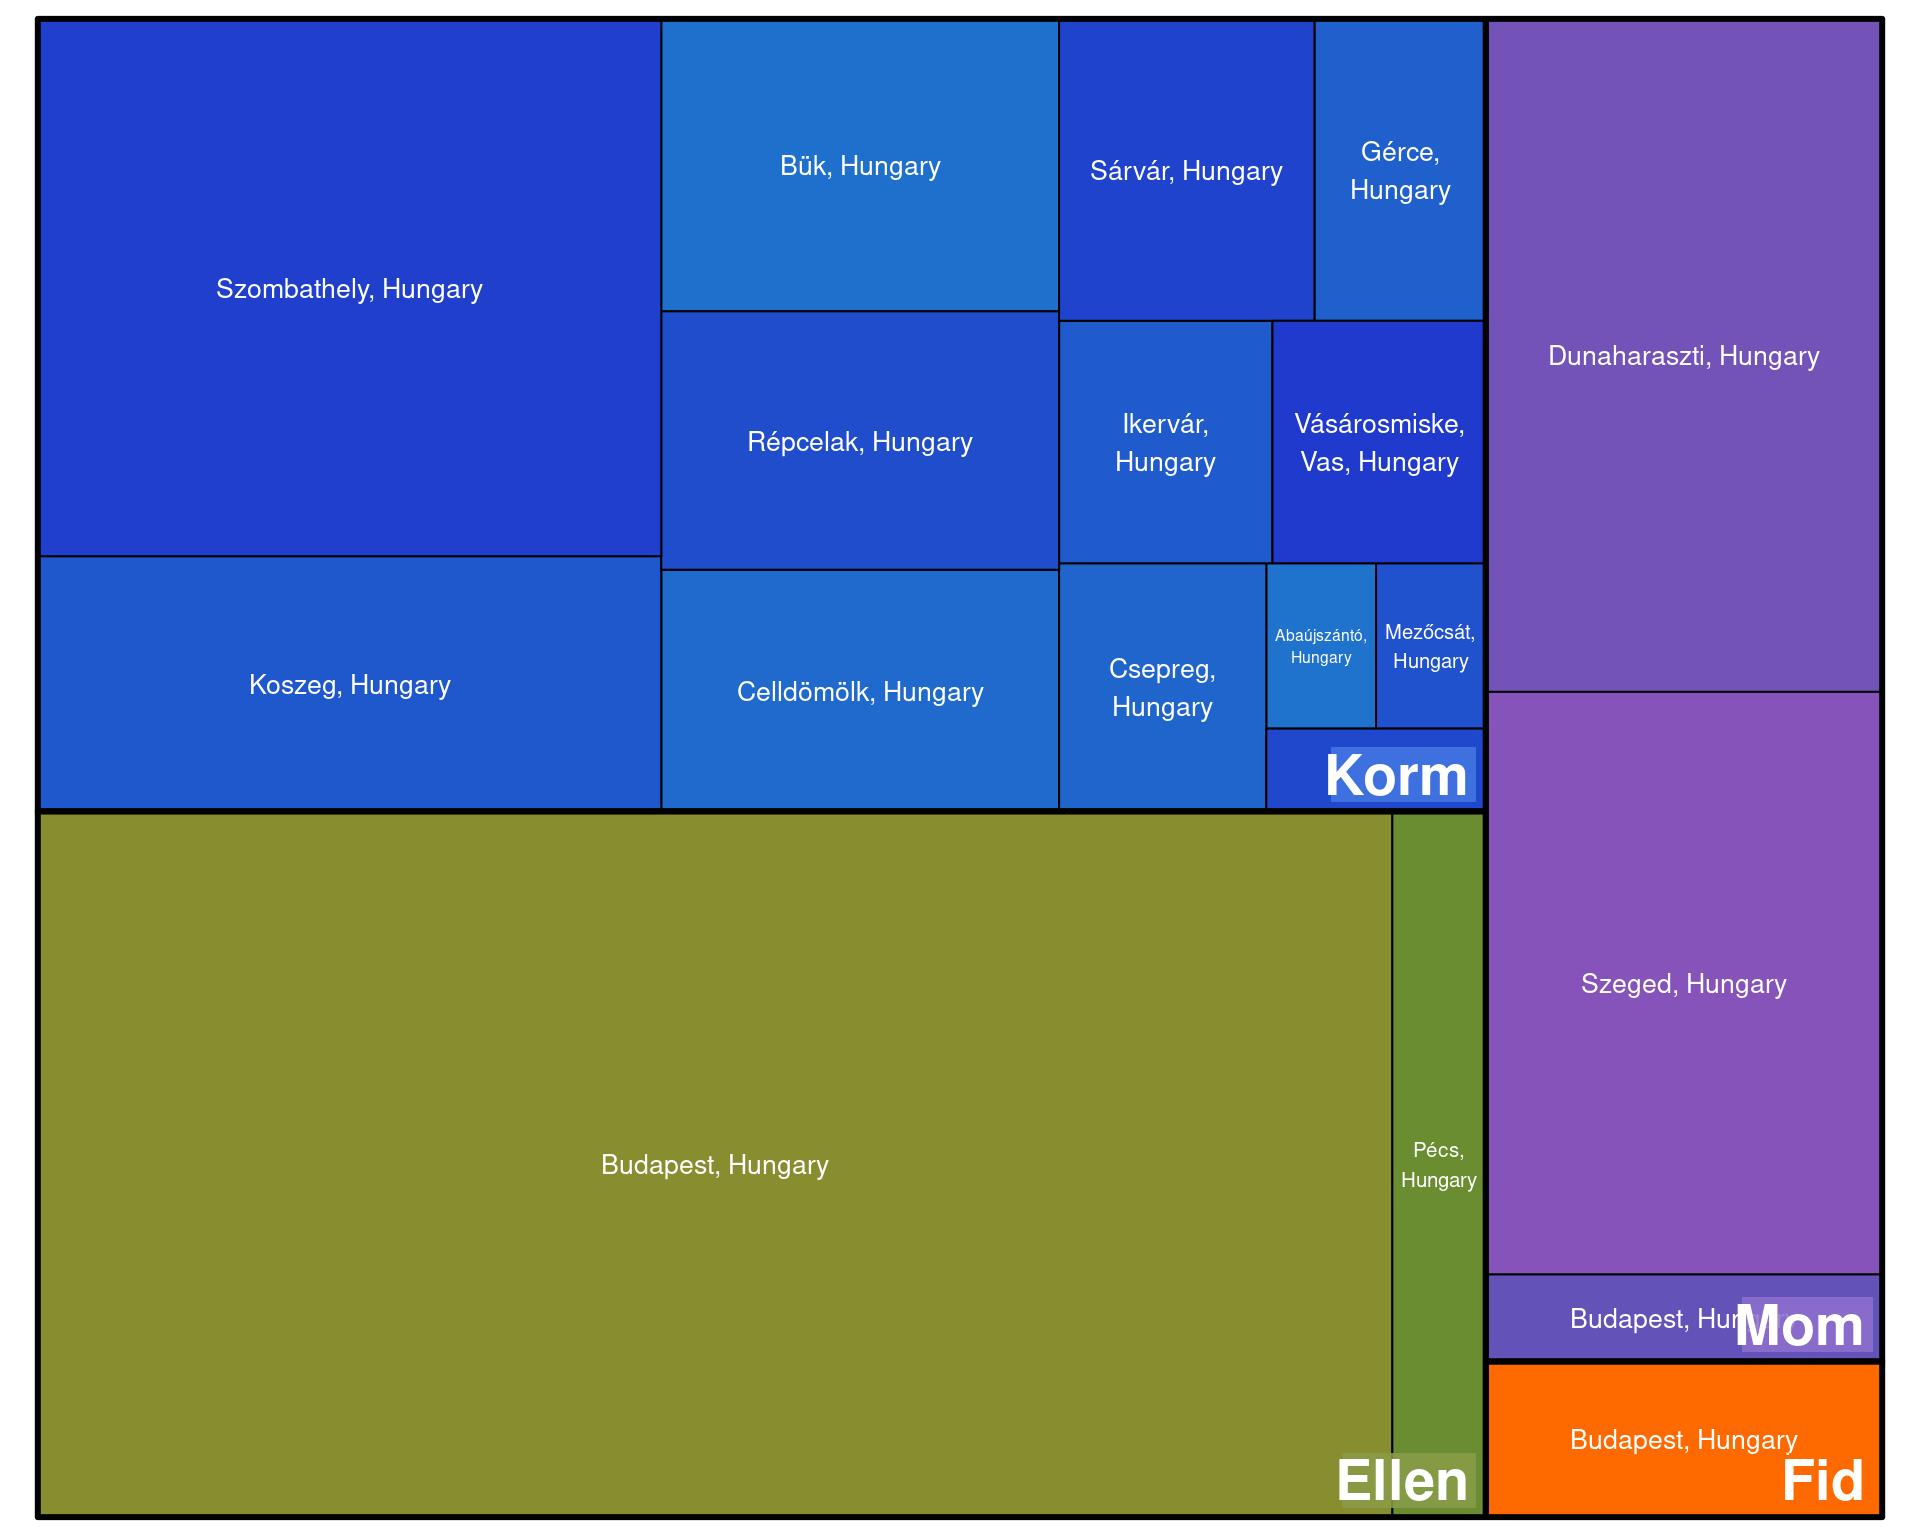 Szombathely, Hungary
Koszeg, Hungary
Bük, Hungary
Répcelak, Hungary
Celldömölk, Hungary
Sárvár, Hungary
Gérce,
Hungary
Ikervár,
Hungary
Vásárosmiske,
Vas, Hungary
Csepreg,
Hungary
Abaújszántó,
Hungary
Mezőcsát,
Hungary
Korm
Budapest, Hungary
Pécs,
Hungary
Ellen
Dunaharaszti, Hungary
Szeged, Hungary
Budapest,
Mom
Budapest, Hungary
Fid